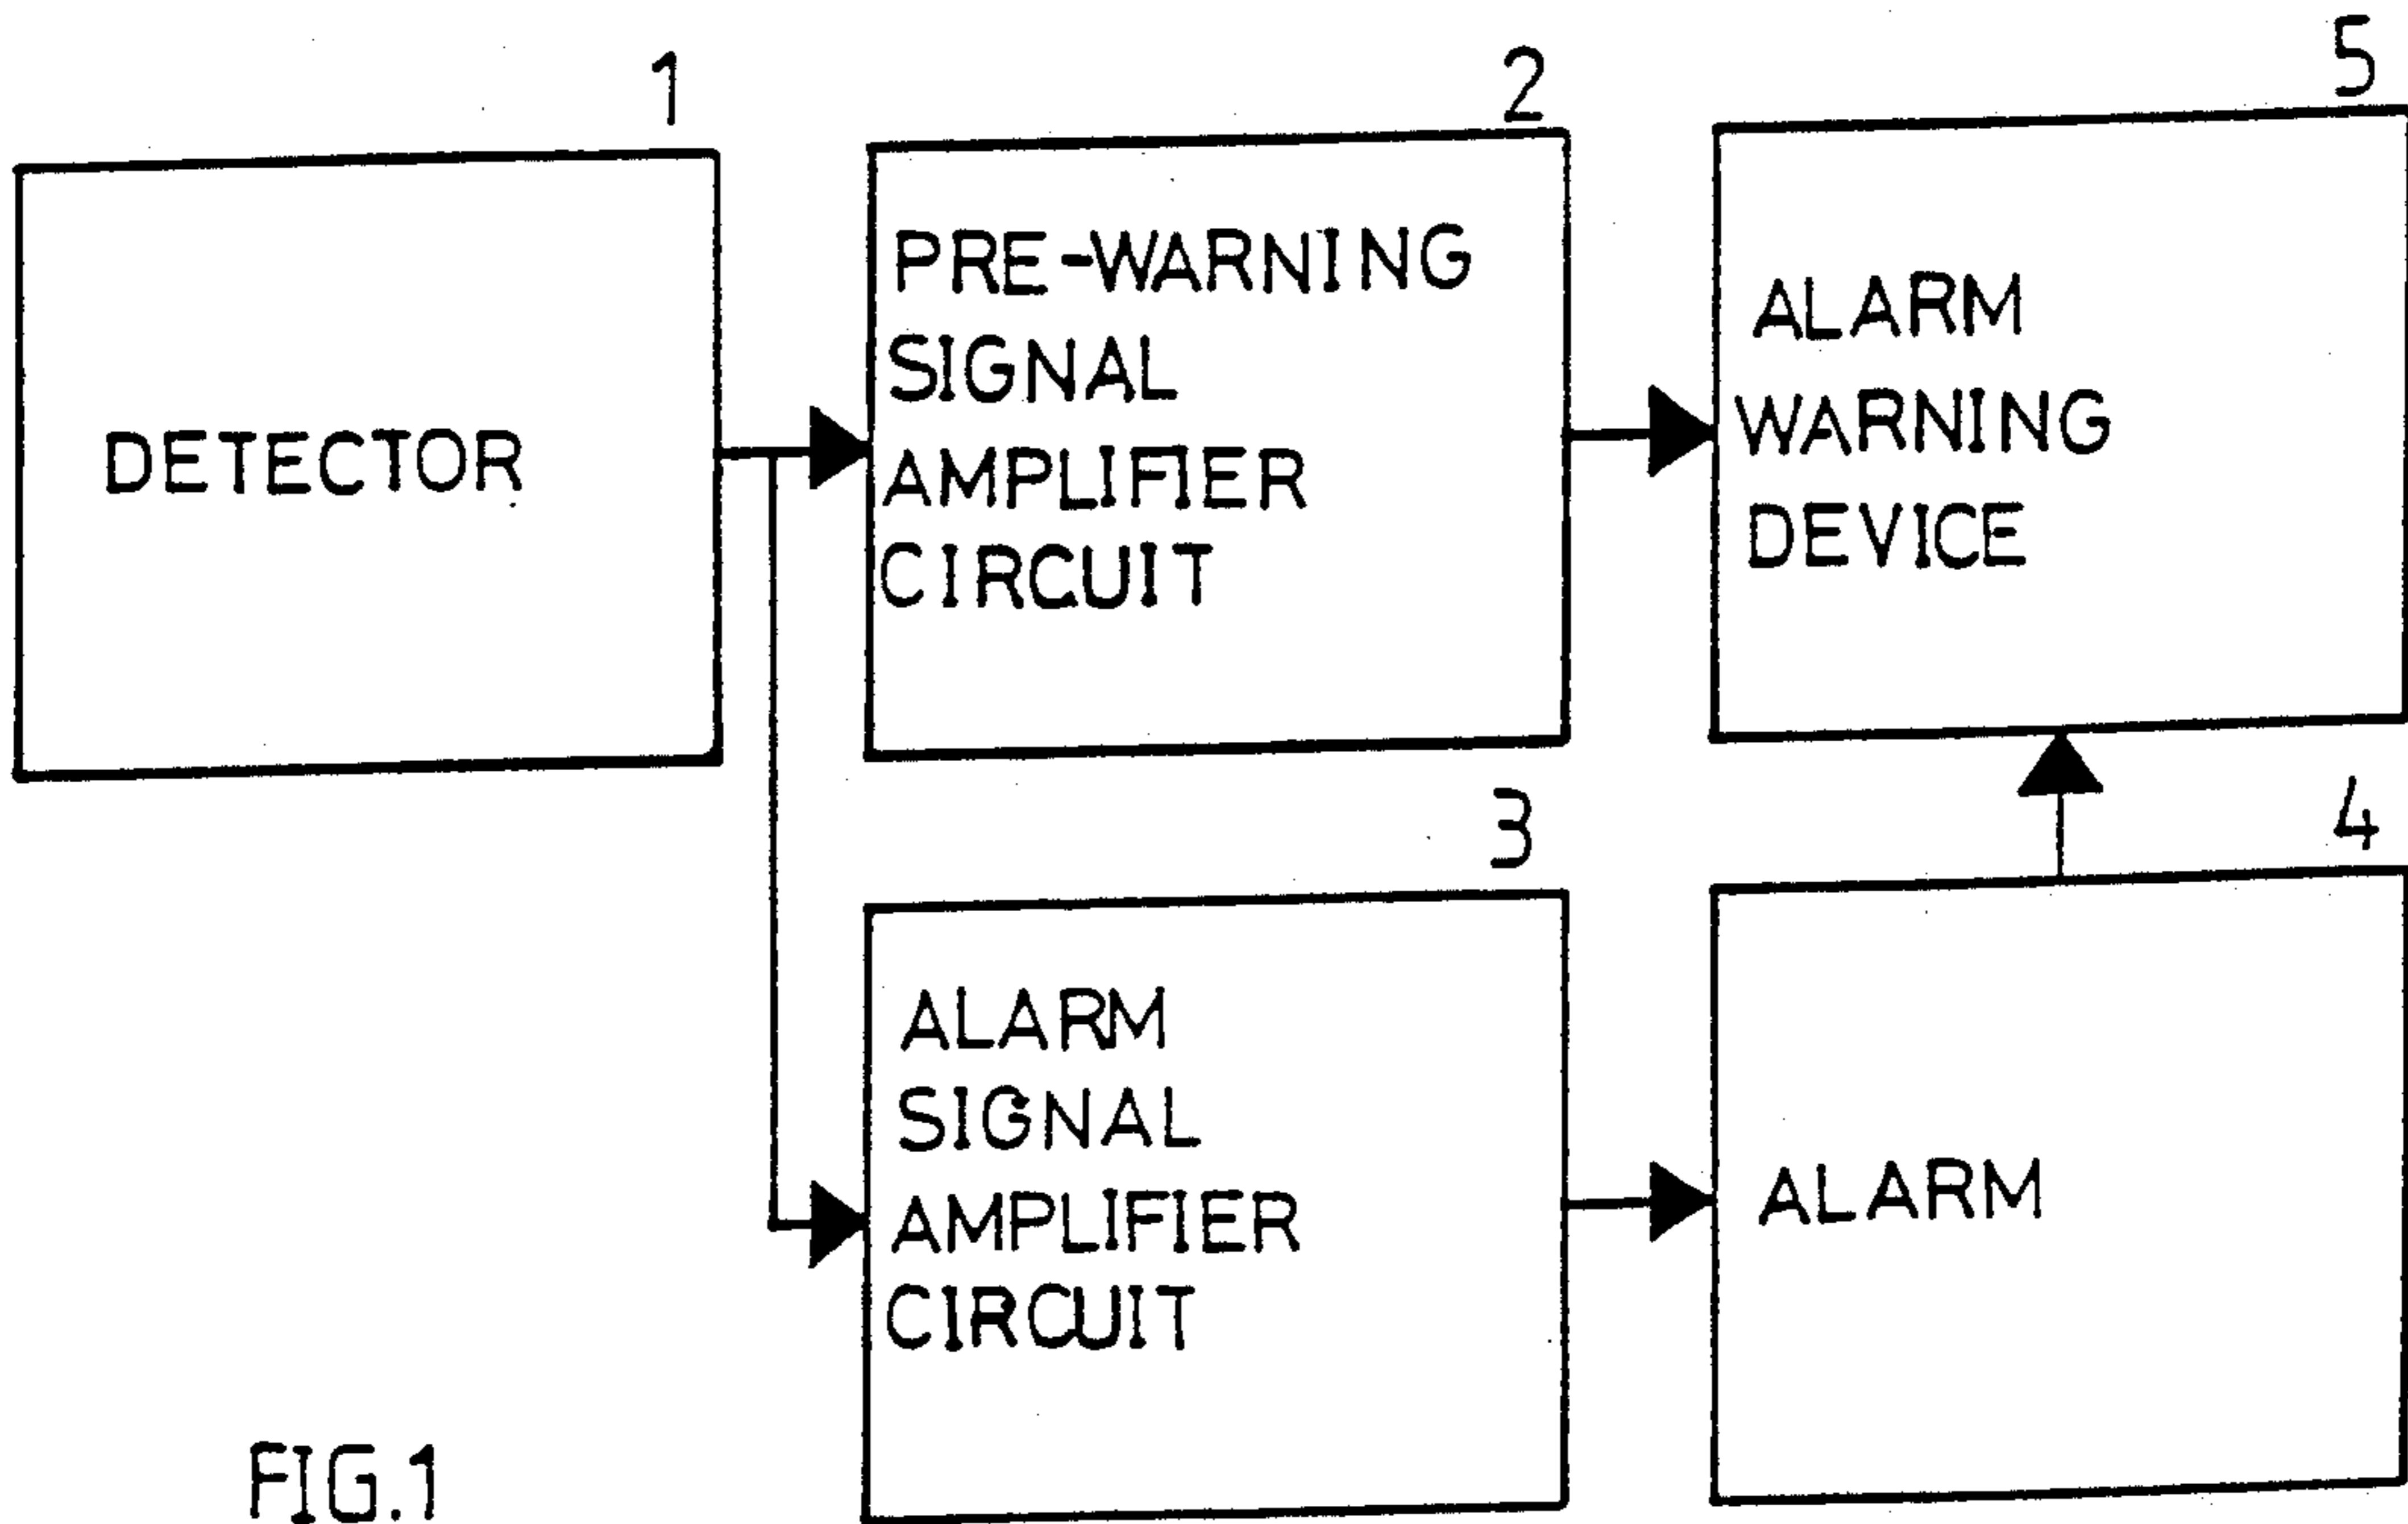 1
DETECTOR
2
PRE-WARNING
SIGNAL
AMPLIFIER
CIRCUIT
5
ALARM
WARNING
DEVICE
3
ALARM
SIGNAL
AMPLIFIER
CIRCUIT
4
ALARM
FIG.1